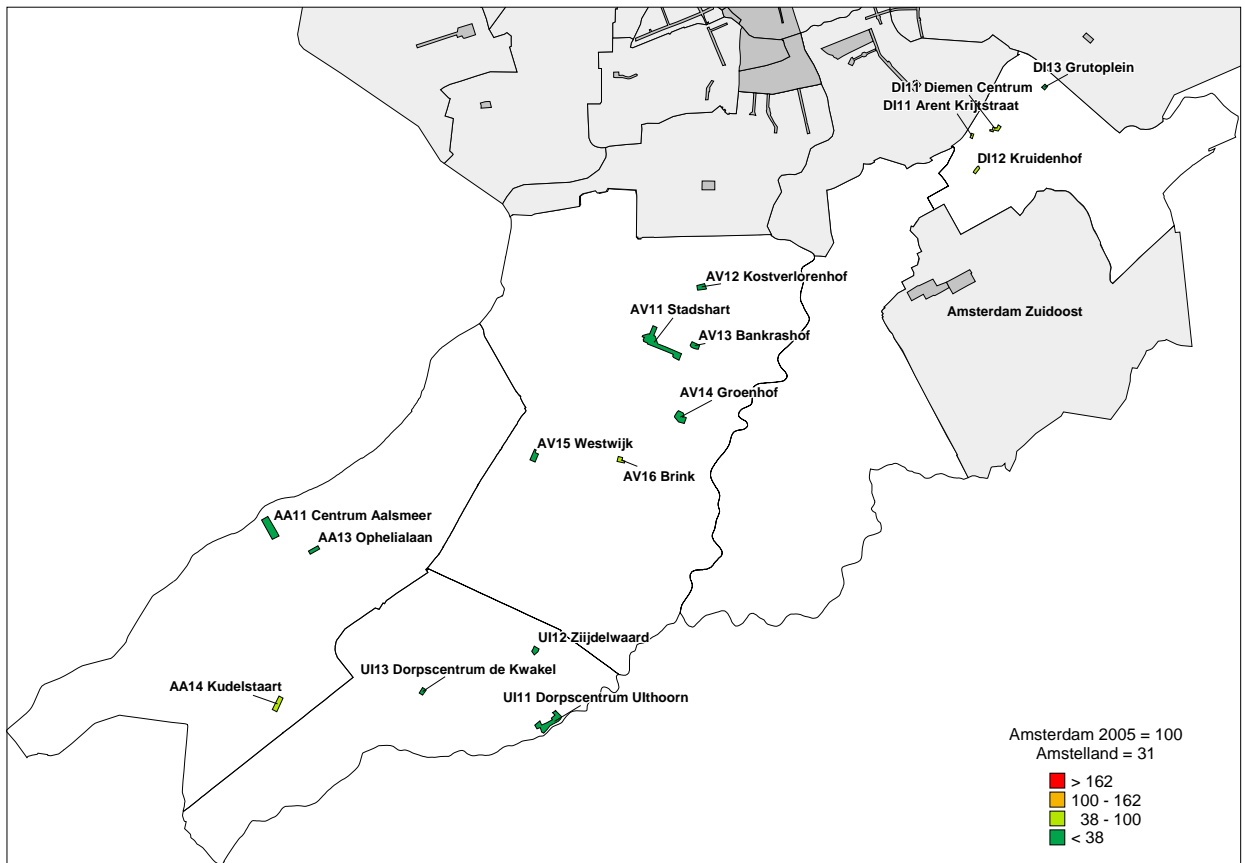 DI13 Grutoplein
DI11 Diemen Centrum
DI11 Arent Krijtstraat
DI12 Kruidenhof
AV12 Kostverlorenhof
AV11 Stadshart
Amsterdam Zuidoost
AV13 Bankrashof
AV14 Groenhof
AV15 Westwijk
AV16 Brink
AA11 Centrum Aalsmeer
AA13 Ophelialaan
UI12 Ziijdelwaard
UI13 Dorpscentrum de Kwakel
AA14 Kudelstaart
UI11 Dorpscentrum UIthoorn
Amsterdam 2005 = 100
Amstelland = 31
> 162
100 - 162
38 - 100
< 38